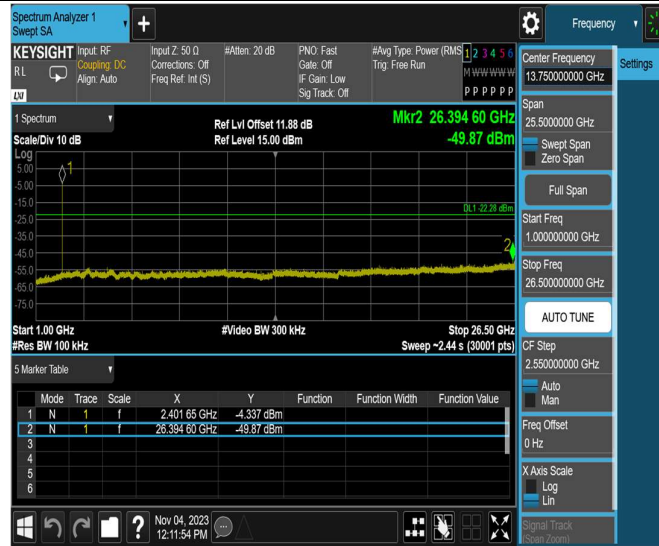 Spectrum Analyzer 1
Swept SA
KEYSIGHT
RL
LXI
Input: RF
Coupling: DC
Align: Auto
Input Z: 50 Ω
Corrections: Off
Freq Ref: Int (S)
#Atten: 20 dB
PNO: Fast
Gate: Off
IF Gain: Low
Sig Track: Off
#Avg Type: Power (RMS
Trig: Free Run
1 2 3 4 5 6
M W W W W W
P P P P P P
1 Spectrum
Scale/Div 10 dB
Ref Lvl Offset 11.88 dB
Ref Level 15.00 dBm
Mkr2 26.394 60 GHz
-49.87 dBm
Log
5.00
-5.00
-15.0
-25.0
-35.0
-45.0
-55.0
-65.0
-75.0
1
DL1 -22.28 dBm
2
Start 1.00 GHz
#Res BW 100 kHz
#Video BW 300 kHz
Stop 26.50 GHz
Sweep ~2.44 s (30001 pts)
5 Marker Table
Mode Trace Scale X Y Function Function Width Function Value
1 N 1 f 2.401 65 GHz -4.337 dBm
2 N 1 f 26.394 60 GHz -49.87 dBm
3
4
5
6
?
Nov 04, 2023
12:11:54 PM
Frequency
Settings
Center Frequency
13.750000000 GHz
Span
25.5000000 GHz
Swept Span
Zero Span
Full Span
Start Freq
1.000000000 GHz
Stop Freq
26.500000000 GHz
AUTO TUNE
CF Step
2.550000000 GHz
Auto
Man
Freq Offset
0 Hz
X Axis Scale
Log
Lin
Signal Track
(Span Zoom)